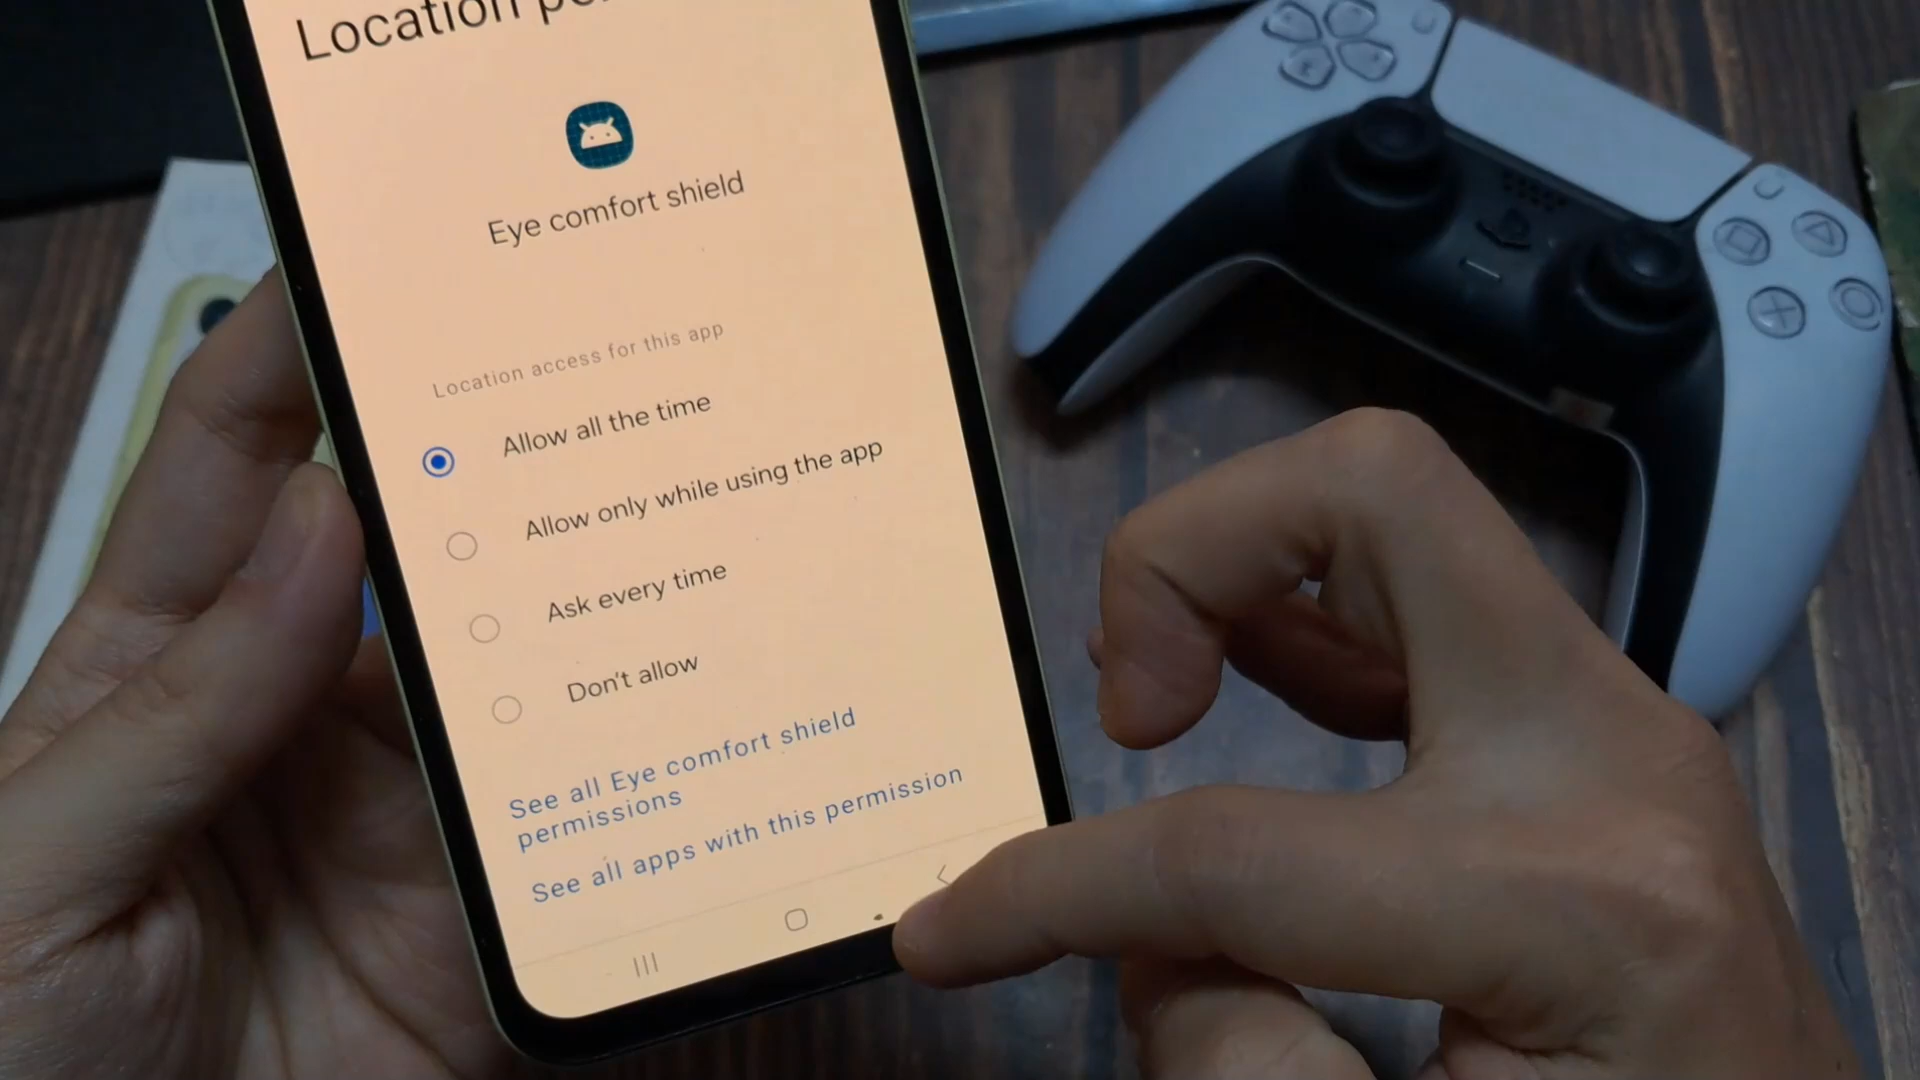 Location
Eye comfort shield
Location access for this app
Allow all the time
Allow only while using the app
Ask every time
Don't allow
See all Eye comfort shield
permissions
See all apps with this permission